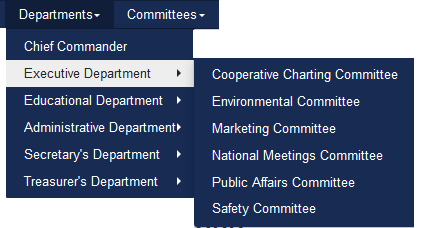 Departments Committees
Chief Commander
Executive Department
Educational Department
Administrative Department
Secretary's Department
Treasurer's Department
Cooperative Charting Committee
Environmental Committee
Marketing Committee
National Meetings Committee
Public Affairs Committee
Safety Committee